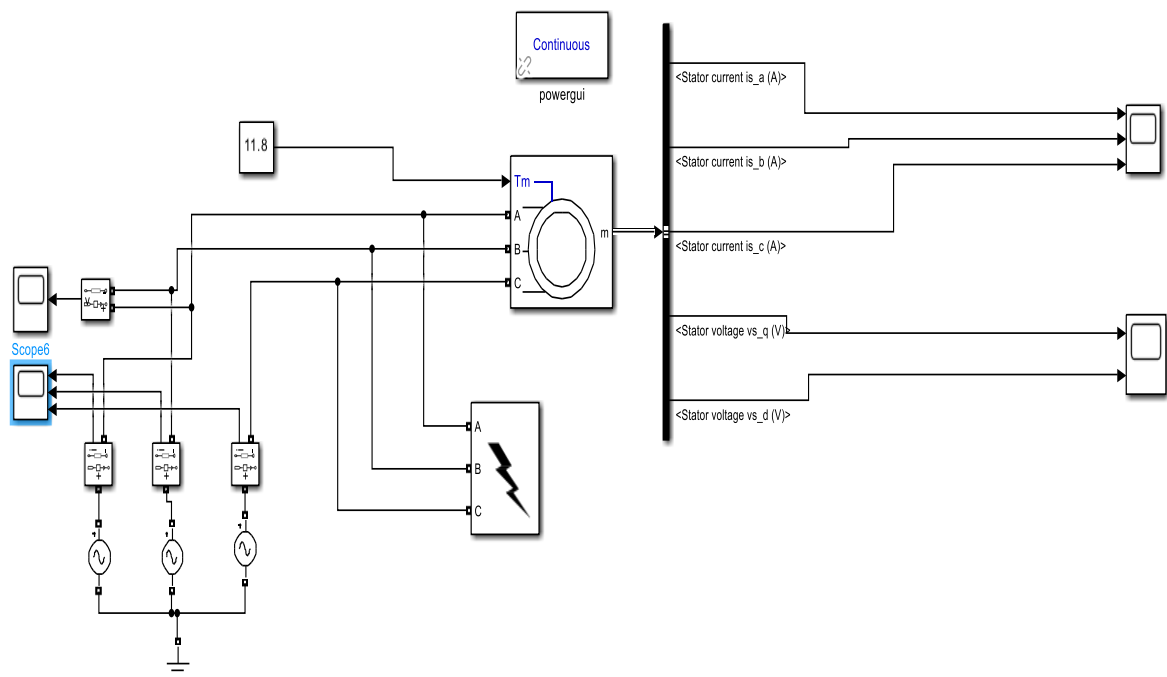 Continuous
powergui
<Stator current is_a (A)>
11.8
<Stator current is_b (A)>
Tm
A
m
B
<Stator current is_c (A)>
C
<Stator voltage vs_q (V)>
Scope6
<Stator voltage vs_d (V)>
A
B
C